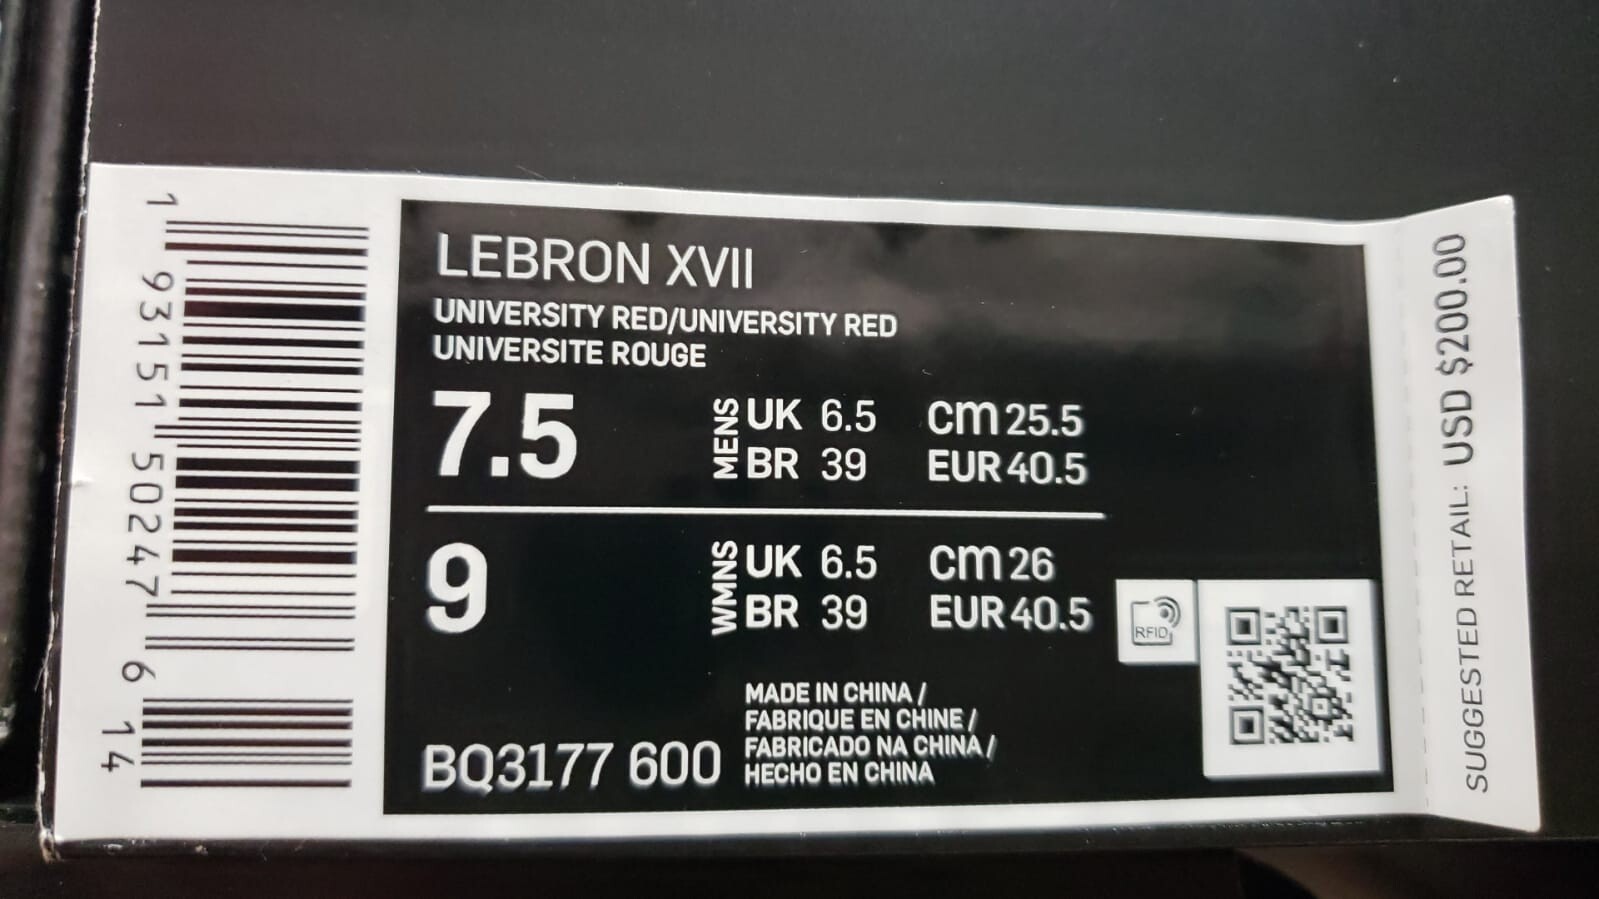 1 93151 50247 6 14
LEBRON XVII
UNIVERSITY RED/UNIVERSITY RED
UNIVERSITE ROUGE
7.5 MENS UK 6.5 cm 25.5
BR 39 EUR 40.5
9 WMNS UK 6.5 cm 26
BR 39 EUR 40.5
RFID
MADE IN CHINA /
FABRIQUE EN CHINE /
FABRICADO NA CHINA /
HECHO EN CHINA
BQ3177 600
SUGGESTED RETAIL: USD $200.00